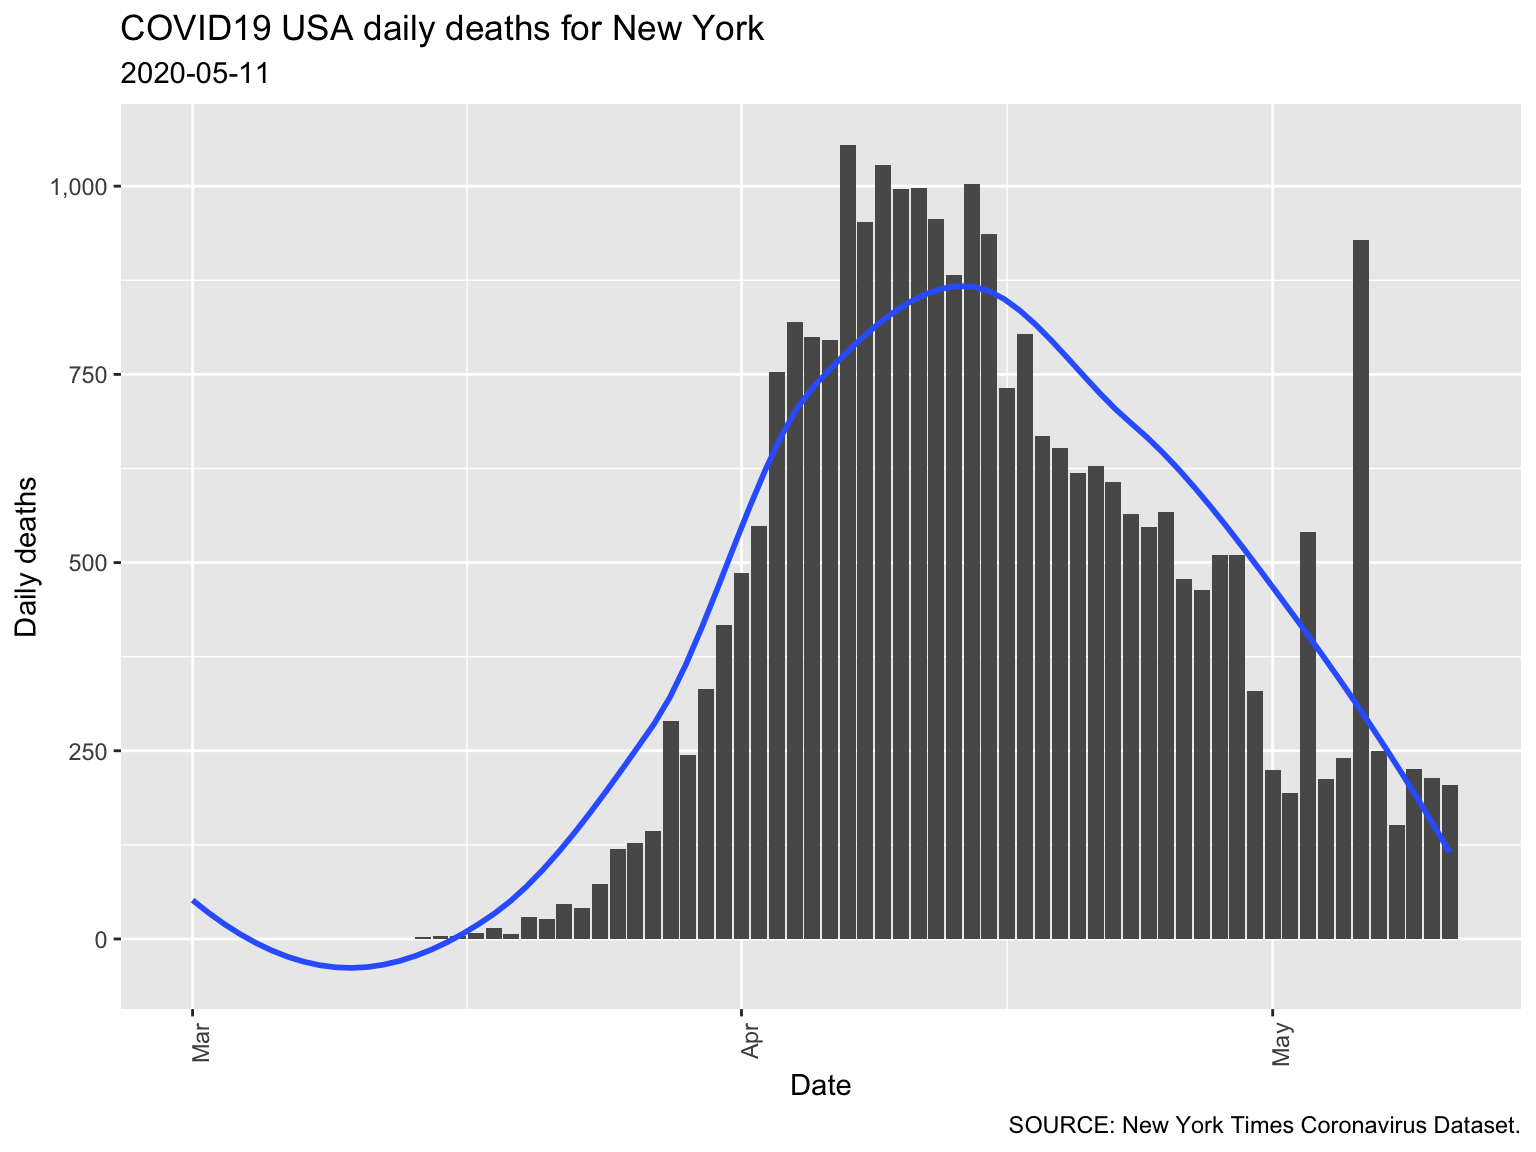 COVID19 USA daily deaths for New York
2020-05-11
Daily deaths
1,000
750
500
250
0
Mar
Apr
May
Date
SOURCE: New York Times Coronavirus Dataset.